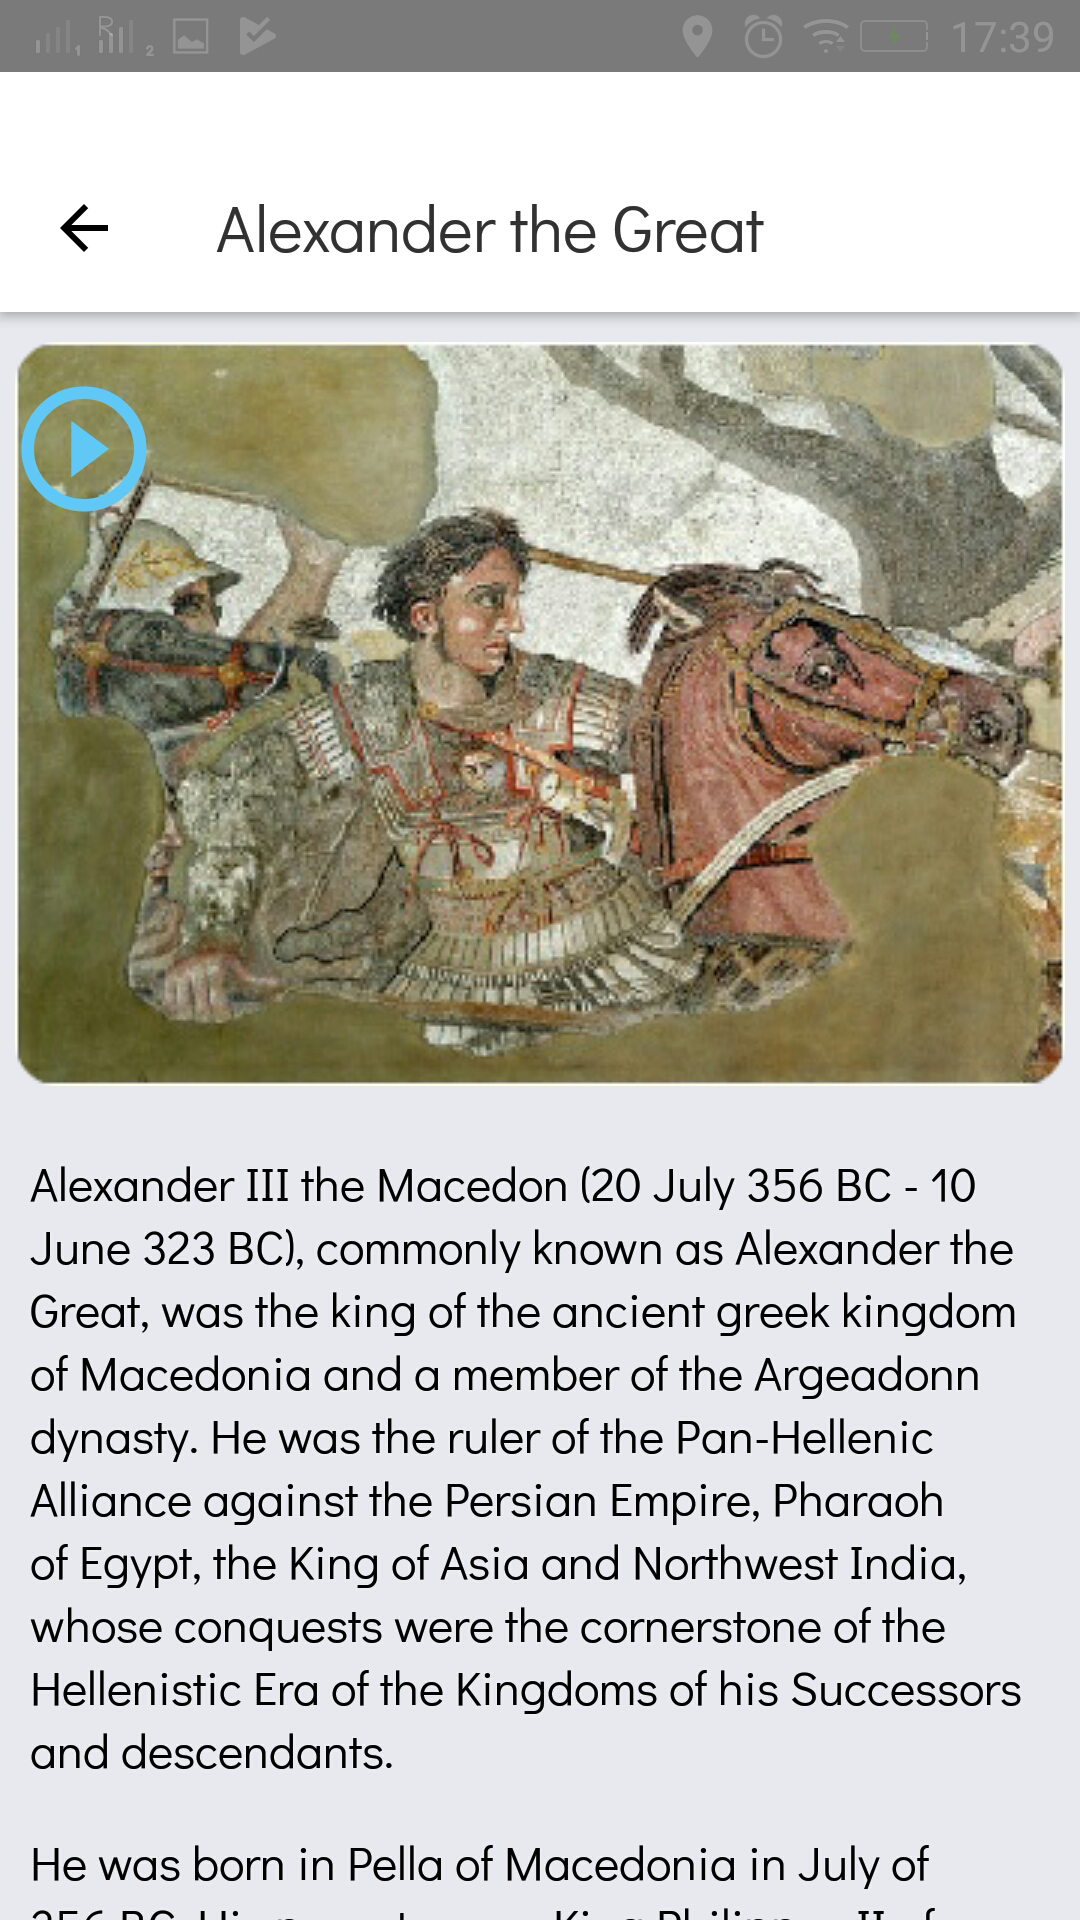 1 R 2 17:39
Alexander the Great
Alexander III the Macedon (20 July 356 BC - 10
June 323 BC), commonly known as Alexander the
Great, was the king of the ancient greek kingdom
of Macedonia and a member of the Argeadonn
dynasty. He was the ruler of the Pan-Hellenic
Alliance against the Persian Empire, Pharaoh
of Egypt, the King of Asia and Northwest India,
whose conquests were the cornerstone of the
Hellenistic Era of the Kingdoms of his Successors
and descendants.
He was born in Pella of Macedonia in July of